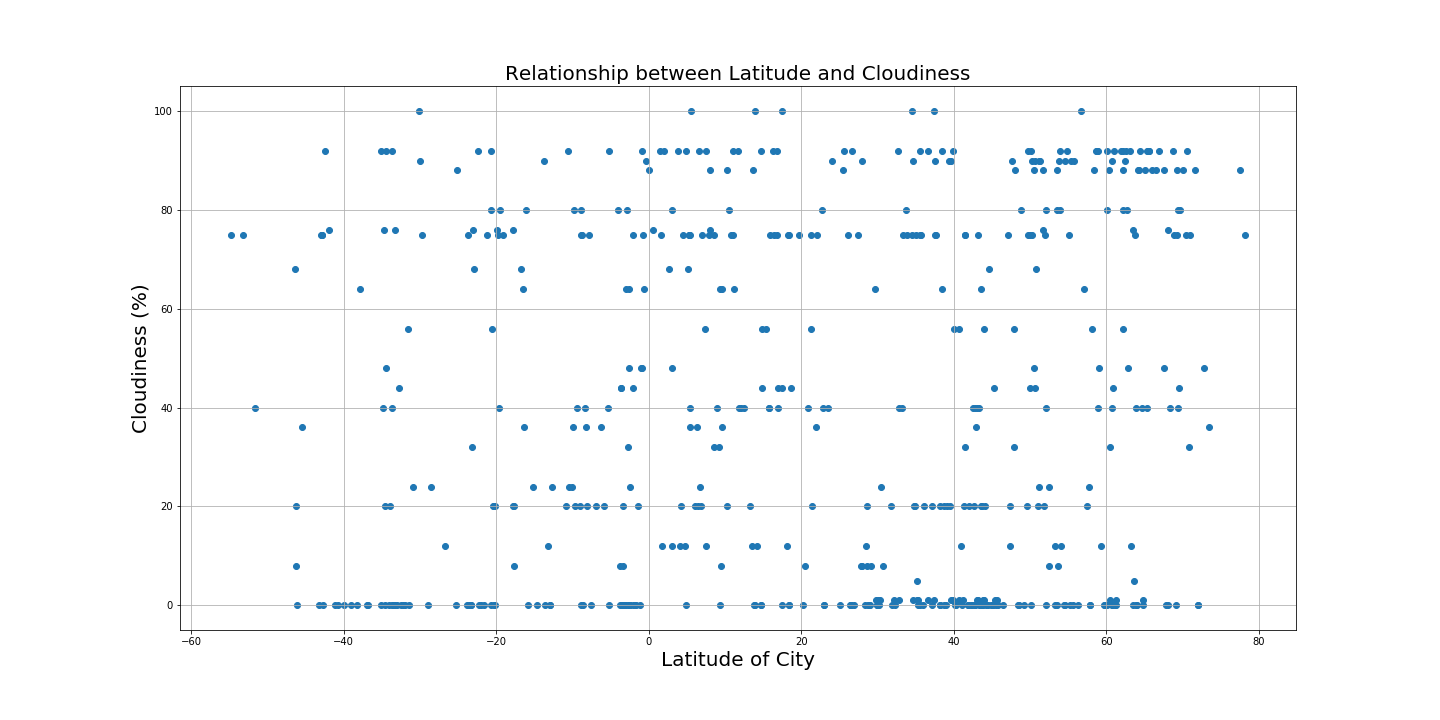 Relationship between Latitude and Cloudiness
Cloudiness (%)
100
80
60
40
20
0
−60 −40 −20 0 20 40 60 80
Latitude of City